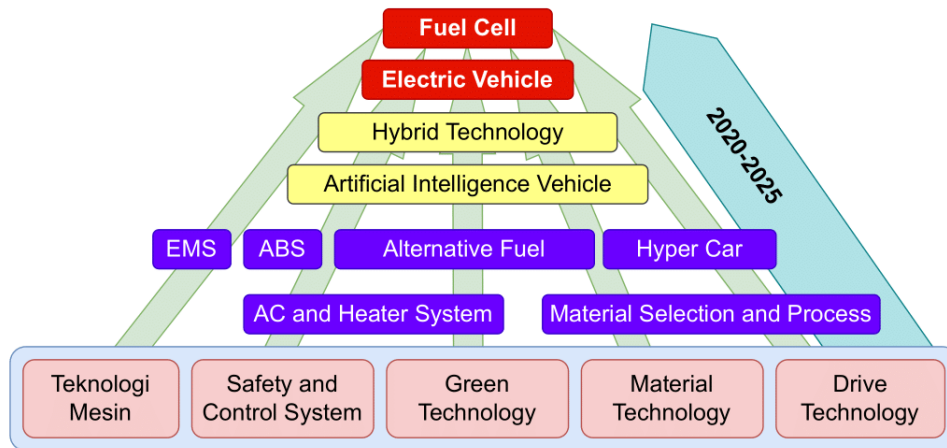 Fuel Cell
Electric Vehicle
Hybrid Technology
Artificial Intelligence Vehicle
2020-2025
EMS
ABS
Alternative Fuel
Hyper Car
AC and Heater System
Material Selection and Process
Teknologi
Mesin
Safety and
Control System
Green
Technology
Material
Technology
Drive
Technology